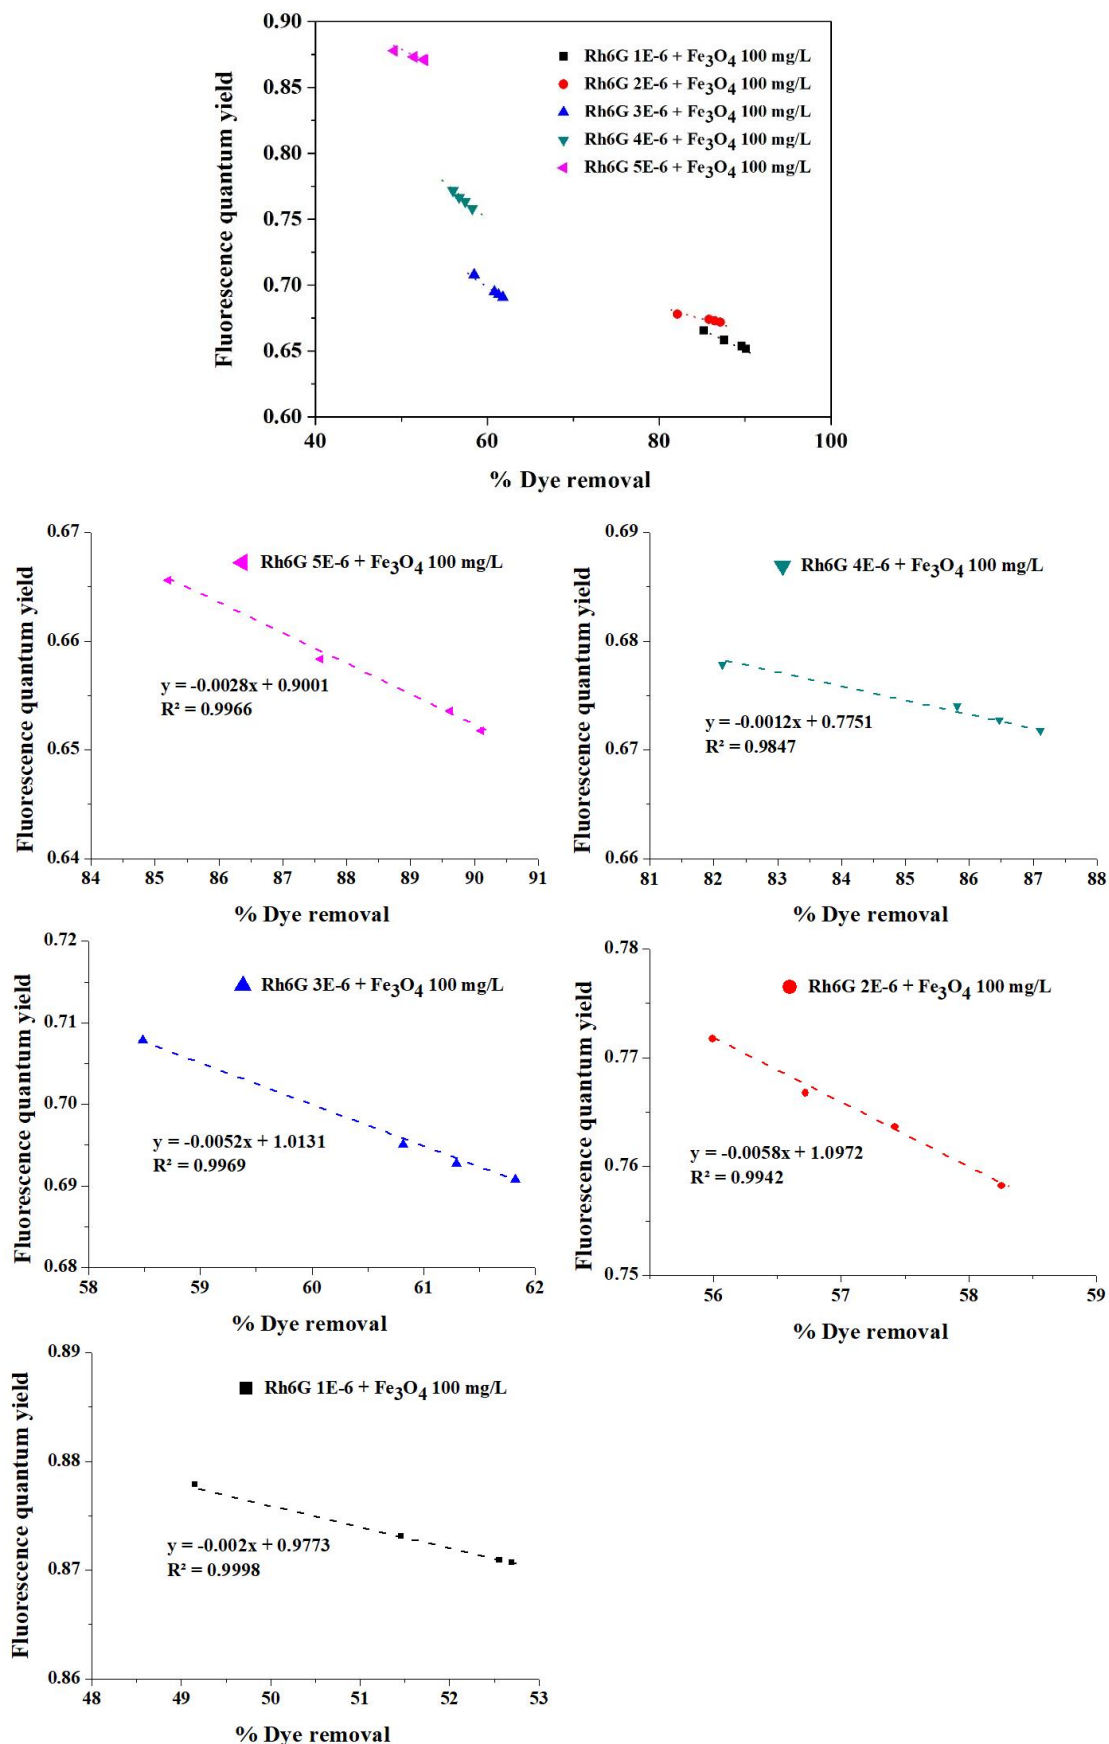 Fluorescence quantum yield
0.90
0.85
0.80
0.75
0.70
0.65
0.60
Rh6G 1E-6 + Fe3O4 100 mg/L
Rh6G 2E-6 + Fe3O4 100 mg/L
Rh6G 3E-6 + Fe3O4 100 mg/L
Rh6G 4E-6 + Fe3O4 100 mg/L
Rh6G 5E-6 + Fe3O4 100 mg/L
40 60 80 100
% Dye removal
Fluorescence quantum yield
0.67
0.66
0.65
0.64
Rh6G 5E-6 + Fe3O4 100 mg/L
y = -0.0028x + 0.9001
R² = 0.9966
84 85 86 87 88 89 90 91
% Dye removal
Fluorescence quantum yield
0.69
0.68
0.67
0.66
Rh6G 4E-6 + Fe3O4 100 mg/L
y = -0.0012x + 0.7751
R² = 0.9847
81 82 83 84 85 86 87 88
% Dye removal
Fluorescence quantum yield
0.72
0.71
0.70
0.69
0.68
Rh6G 3E-6 + Fe3O4 100 mg/L
y = -0.0052x + 1.0131
R² = 0.9969
58 59 60 61 62
% Dye removal
Fluorescence quantum yield
0.78
0.77
0.76
0.75
Rh6G 2E-6 + Fe3O4 100 mg/L
y = -0.0058x + 1.0972
R² = 0.9942
56 57 58 59
% Dye removal
Fluorescence quantum yield
0.89
0.88
0.87
0.86
Rh6G 1E-6 + Fe3O4 100 mg/L
y = -0.002x + 0.9773
R² = 0.9998
48 49 50 51 52 53
% Dye removal